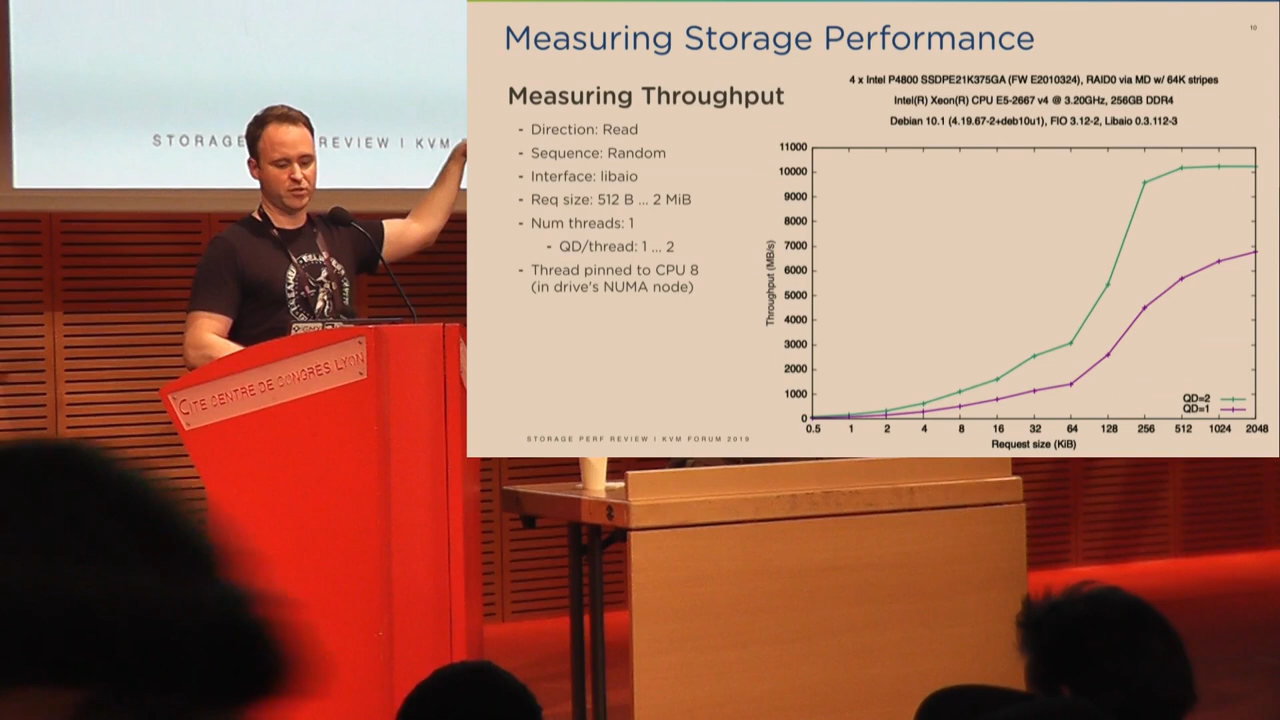 STORAGE
REVIEW I KVM
CITE CENTRE DE CONGRÈS LYON
Measuring Storage Performance
10
Measuring Throughput
- Direction: Read
- Sequence: Random
- Interface: libaio
- Req size: 512 B ... 2 MiB
- Num threads: 1
- QD/thread: 1 ... 2
- Thread pinned to CPU 8
(in drive's NUMA node)
4 x Intel P4800 SSDPE21K375GA (FW E2010324), RAID0 via MD w/ 64K stripes
Intel(R) Xeon(R) CPU E5-2667 v4 @ 3.20GHz, 256GB DDR4
Debian 10.1 (4.19.67-2+deb10u1), FIO 3.12-2, Libaio 0.3.112-3
Throughput (MB/s)
11000
10000
9000
8000
7000
6000
5000
4000
3000
2000
1000
0
QD=2
QD=1
0.5 1 2 4 8 16 32 64 128 256 512 1024 2048
Request size (KiB)
STORAGE PERF REVIEW I KVM FORUM 2019